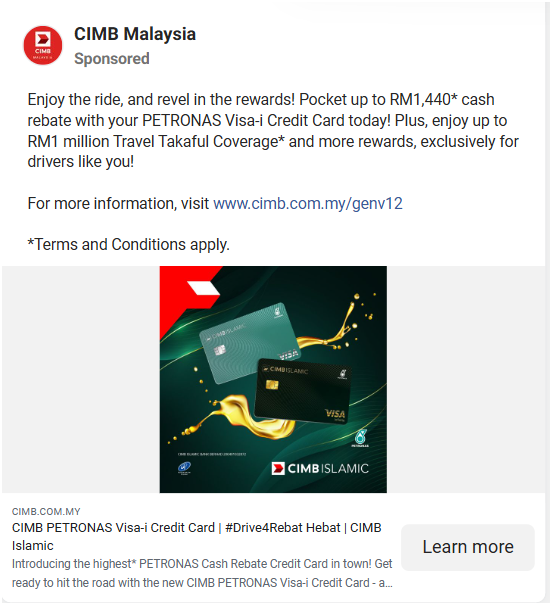 CIMB
MALAYSIA
CIMB Malaysia
Sponsored
Enjoy the ride, and revel in the rewards! Pocket up to RM1,440* cash
rebate with your PETRONAS Visa-i Credit Card today! Plus, enjoy up to
RM1 million Travel Takaful Coverage* and more rewards, exclusively for
drivers like you!
For more information, visit www.cimb.com.my/genv12
*Terms and Conditions apply.
CIMB ISLAMIC
VISA
CIMB ISLAMIC
VISA
PETRONAS
CIMB ISLAMIC
CIMB.COM.MY
CIMB PETRONAS Visa-i Credit Card | #Drive4Rebat Hebat | CIMB
Islamic
Introducing the highest* PETRONAS Cash Rebate Credit Card in town! Get
ready to hit the road with the new CIMB PETRONAS Visa-i Credit Card - a...
Learn more